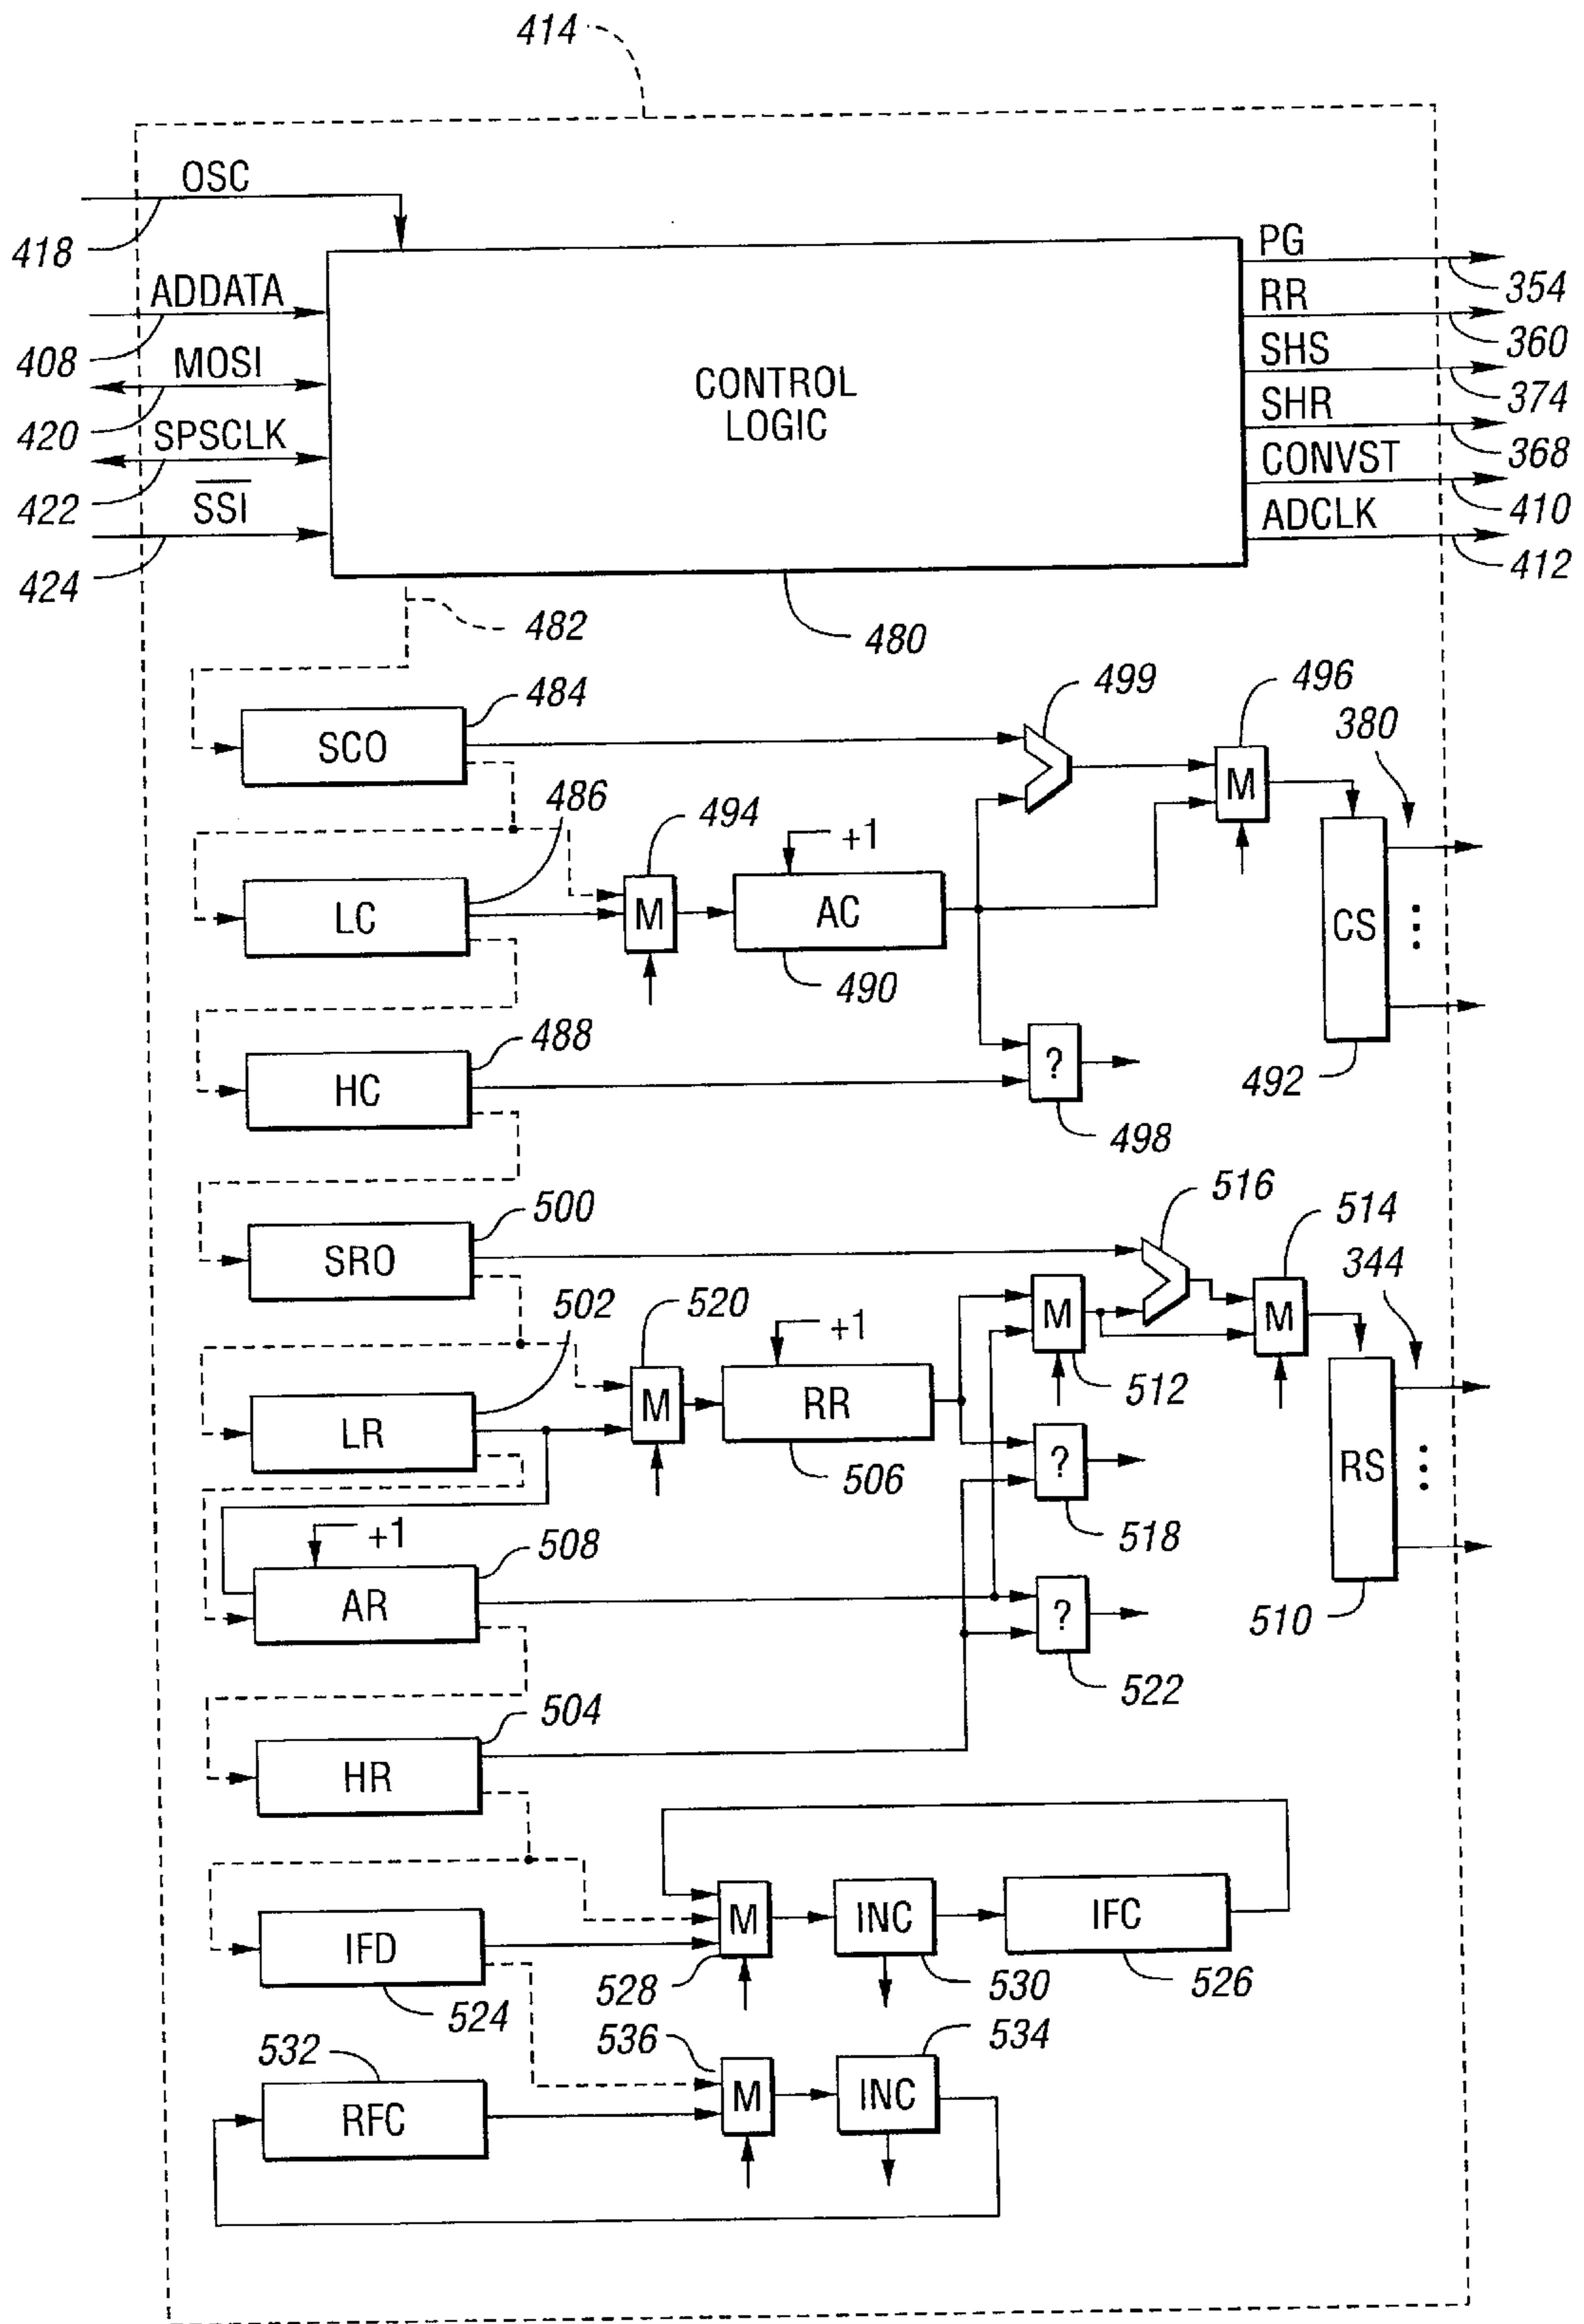 414
OSC
418
ADDATA
408
MOSI
420
SPSCLK
422
SSI
424
CONTROL
LOGIC
PG
354
RR
360
SHS
374
SHR
368
CONVST
410
ADCLK
412
482
480
484
SCO
499
496
380
486
494
+1
M
LC
M
AC
490
CS
488
HC
?
492
498
500
SRO
516
514
344
502
520
+1
M
M
LR
M
RR
512
506
?
RS
518
+1
508
AR
?
510
522
504
HR
M
INC
IFC
IFD
528
530
526
524
536
534
532
M
INC
RFC